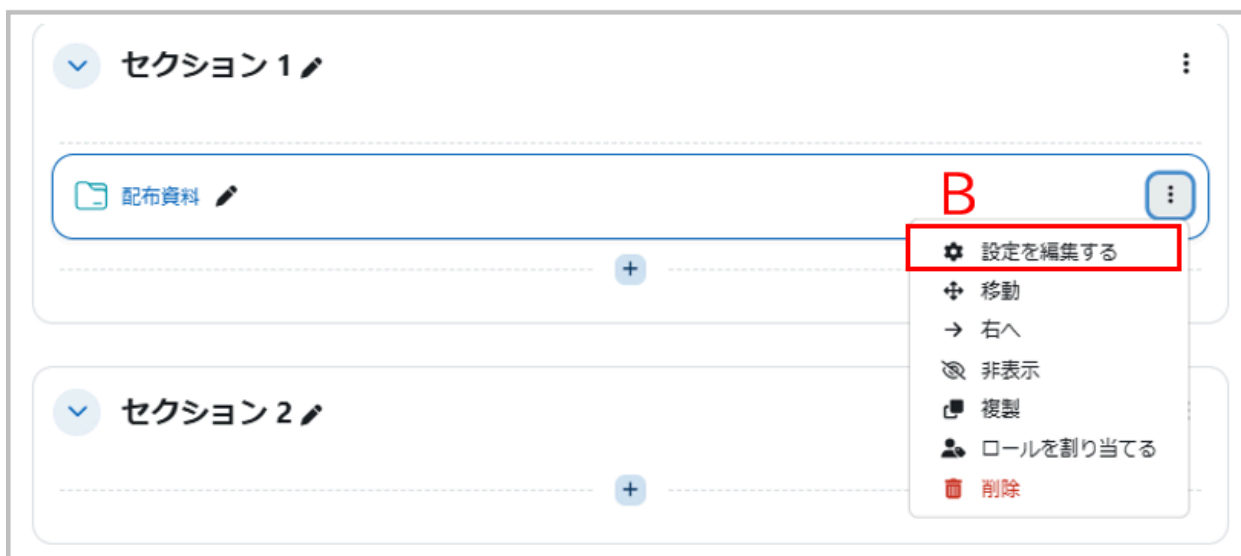 セクション 1
配布資料
B
設定を編集する
移動
右へ
非表示
複製
ロールを割り当てる
削除
セクション 2